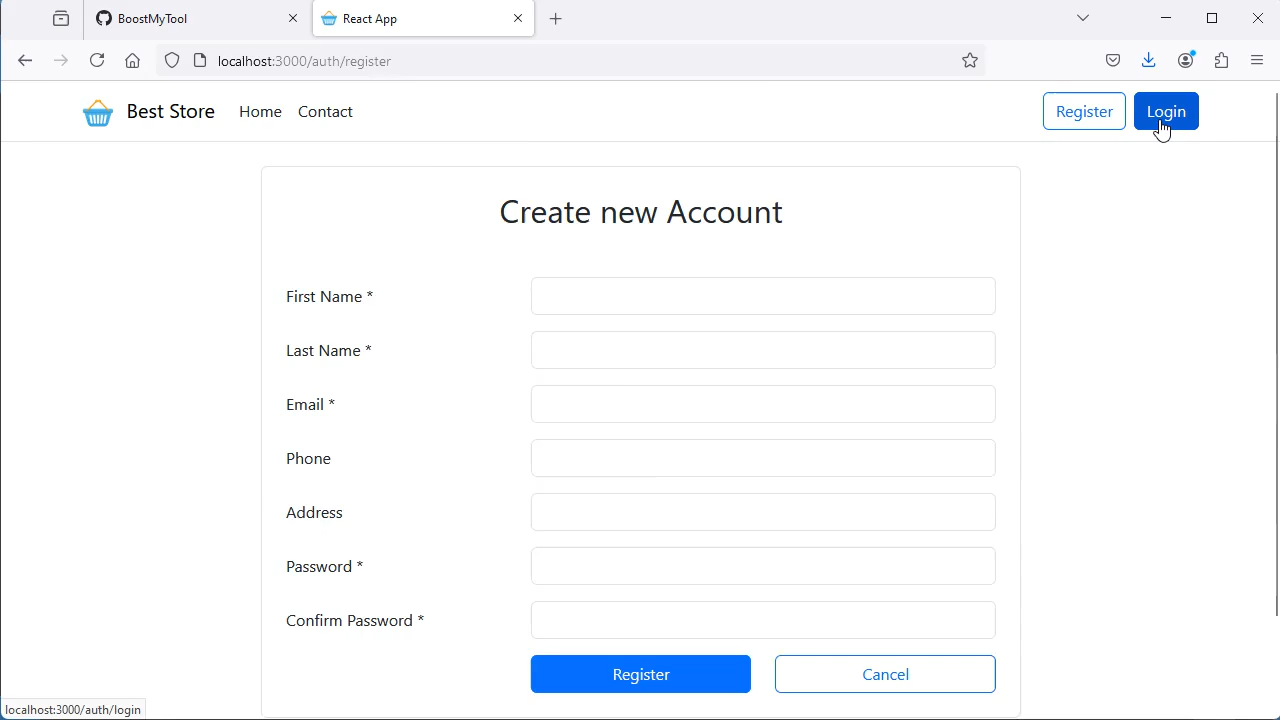 BoostMyTool
React App
localhost:3000/auth/register
Best Store Home Contact Register Login
Create new Account
First Name *
Last Name *
Email *
Phone
Address
Password *
Confirm Password *
Register Cancel
localhost:3000/auth/login